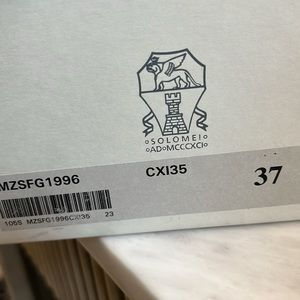 SOLOMEI
AD MCCCXCI
MZSFG1996 CXI35 37
105S MZSFG1996CXI35 23